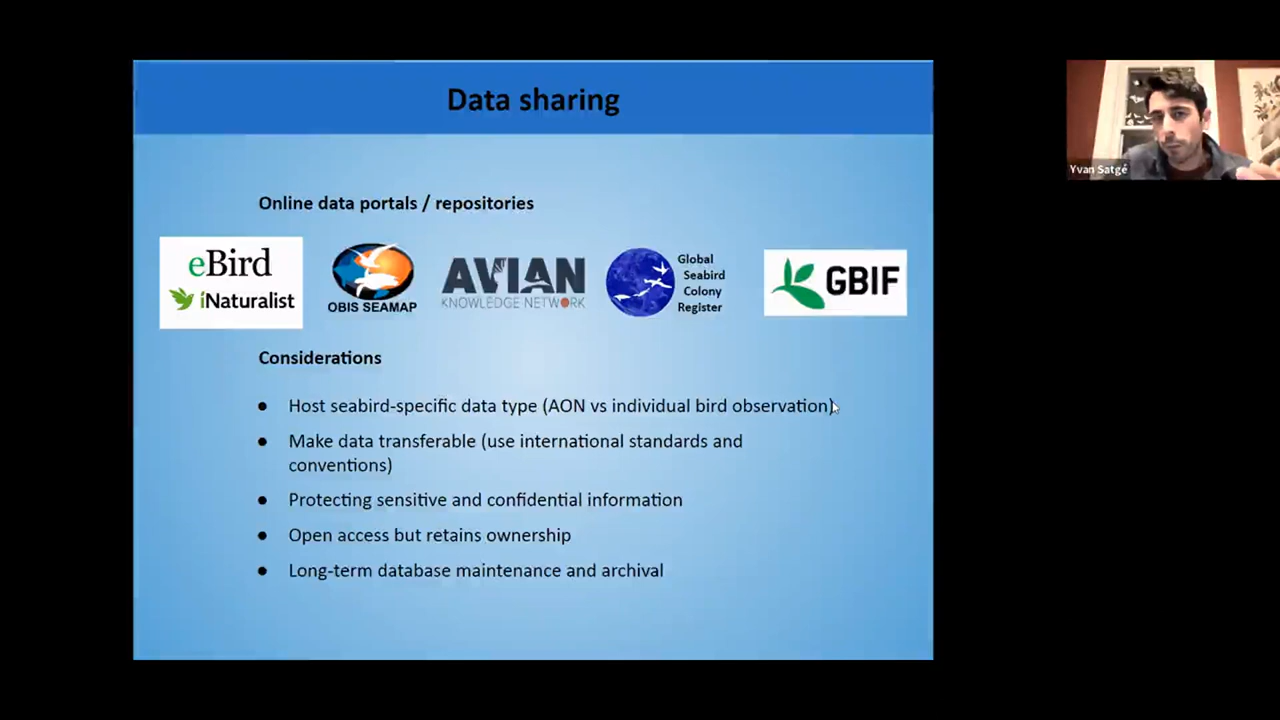 Data sharing
Yvan Satgé
Online data portals / repositories
eBird
iNaturalist
OBIS SEAMAP
AVIAN
KNOWLEDGE NETWORK
Global
Seabird
Colony
Register
GBIF
Considerations
● Host seabird-specific data type (AON vs individual bird observation)
● Make data transferable (use international standards and
conventions)
● Protecting sensitive and confidential information
● Open access but retains ownership
● Long-term database maintenance and archival